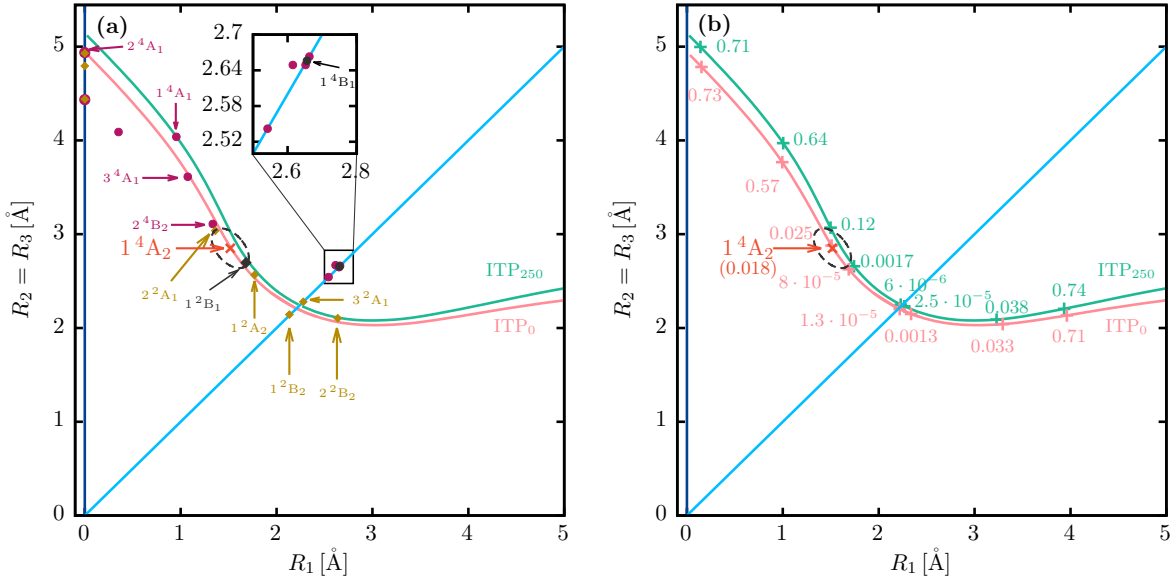 (a)
5
4
3
2
1
0
0
1
2
3
4
5
R₂ = R₃ [Å]
R₁ [Å]
2 ⁴A₁
1 ⁴A₁
3 ⁴A₁
2 ⁴B₂
1 ⁴A₂
2 ²A₁
1 ²B₁
1 ²A₂
3 ²A₁
1 ²B₂
2 ²B₂
ITP₂₅₀
ITP₀
2.7
2.64
2.58
2.52
2.6
2.8
1 ⁴B₁
(b)
5
4
3
2
1
0
0
1
2
3
4
5
R₂ = R₃ [Å]
R₁ [Å]
0.71
0.73
0.64
0.57
0.12
0.025
1 ⁴A₂
(0.018)
0.0017
8 · 10⁻⁵
6 · 10⁻⁶
2.5 · 10⁻⁵
1.3 · 10⁻⁵
0.0013
0.038
0.033
0.74
0.71
ITP₂₅₀
ITP₀